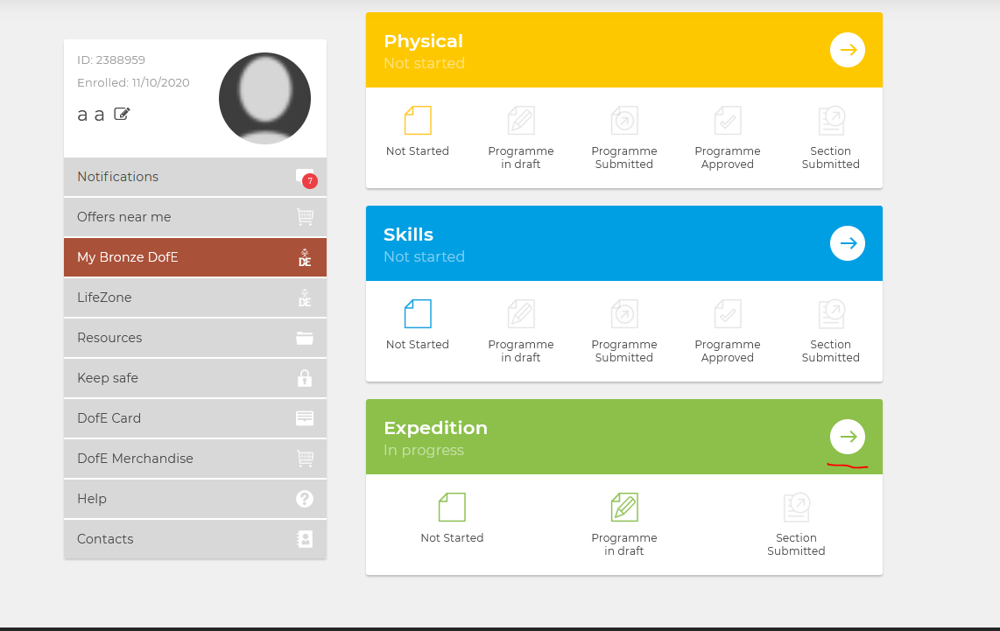 ID: 2388959
Enrolled: 11/10/2020
a a
Notifications
7
Offers near me
My Bronze DofE
DE
LifeZone
DE
Resources
Keep safe
DofE Card
DofE Merchandise
Help
?
Contacts
Physical
Not started
Not Started
Programme
in draft
Programme
Submitted
Programme
Approved
Section
Submitted
Skills
Not started
Not Started
Programme
in draft
Programme
Submitted
Programme
Approved
Section
Submitted
Expedition
In progress
Not Started
Programme
in draft
Section
Submitted